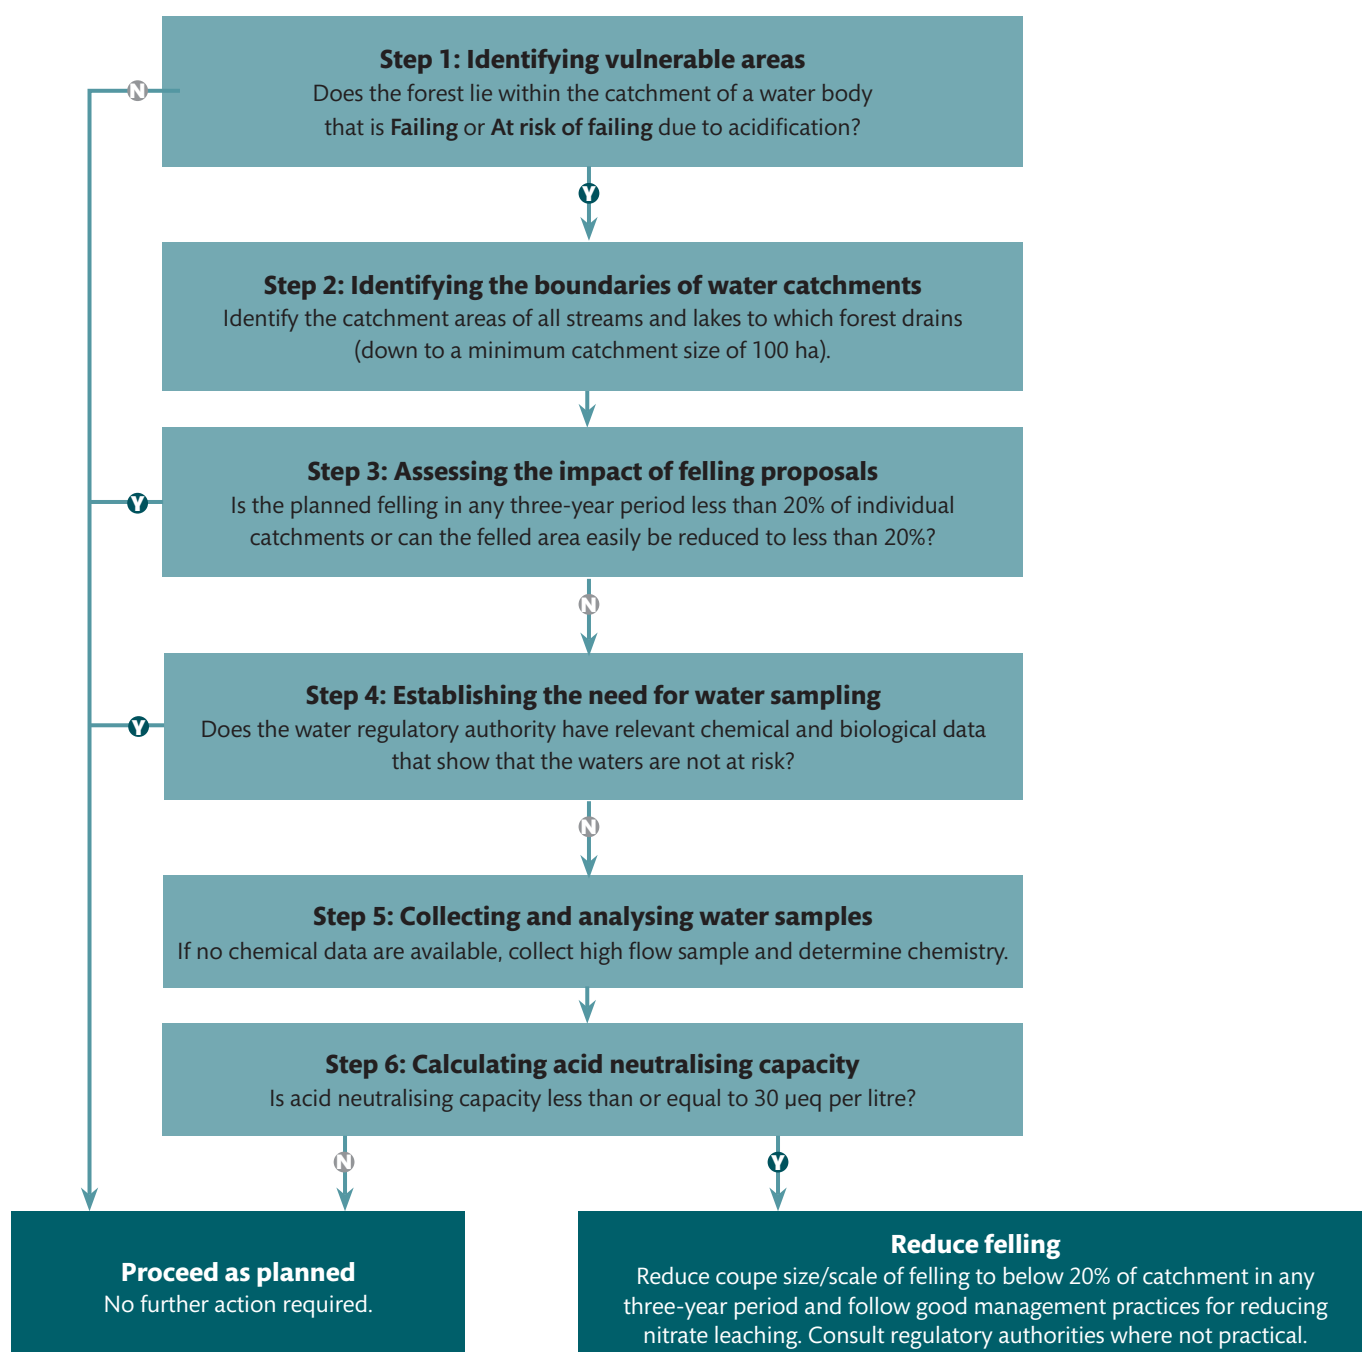 Step 1: Identifying vulnerable areas
Does the forest lie within the catchment of a water body
that is Failing or At risk of failing due to acidification?
N
Y
Step 2: Identifying the boundaries of water catchments
Identify the catchment areas of all streams and lakes to which forest drains
(down to a minimum catchment size of 100 ha).
Step 3: Assessing the impact of felling proposals
Is the planned felling in any three-year period less than 20% of individual
catchments or can the felled area easily be reduced to less than 20%?
Y
N
Step 4: Establishing the need for water sampling
Does the water regulatory authority have relevant chemical and biological data
that show that the waters are not at risk?
Y
N
Step 5: Collecting and analysing water samples
If no chemical data are available, collect high flow sample and determine chemistry.
Step 6: Calculating acid neutralising capacity
Is acid neutralising capacity less than or equal to 30 µeq per litre?
N
Y
Proceed as planned
No further action required.
Reduce felling
Reduce coupe size/scale of felling to below 20% of catchment in any
three-year period and follow good management practices for reducing
nitrate leaching. Consult regulatory authorities where not practical.